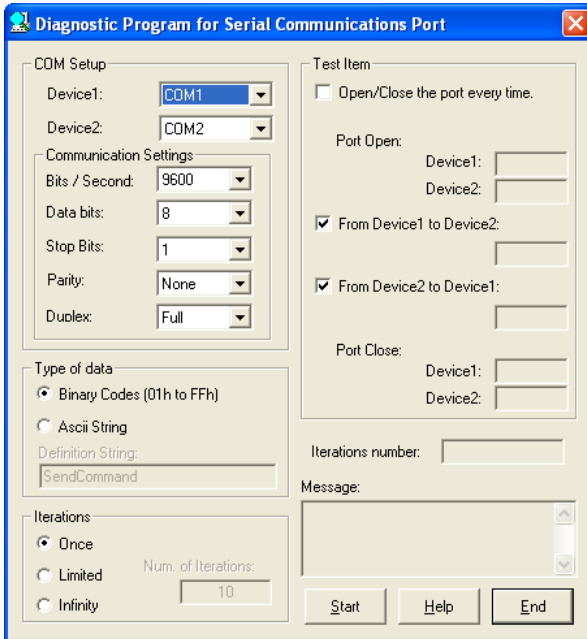 Diagnostic Program for Serial Communications Port
COM Setup
Device1: COM1
Device2: COM2
Communication Settings
Bits / Second: 9600
Data bits: 8
Stop Bits: 1
Parity: None
Duplex: Full
Type of data
Binary Codes (01h to FFh)
Ascii String
Definition String:
SendCommand
Iterations
Once
Limited
Num. of Iterations:
10
Infinity
Test Item
Open/Close the port every time.
Port Open:
Device1:
Device2:
From Device1 to Device2:
From Device2 to Device1:
Port Close:
Device1:
Device2:
Iterations number:
Message:
Start Help End